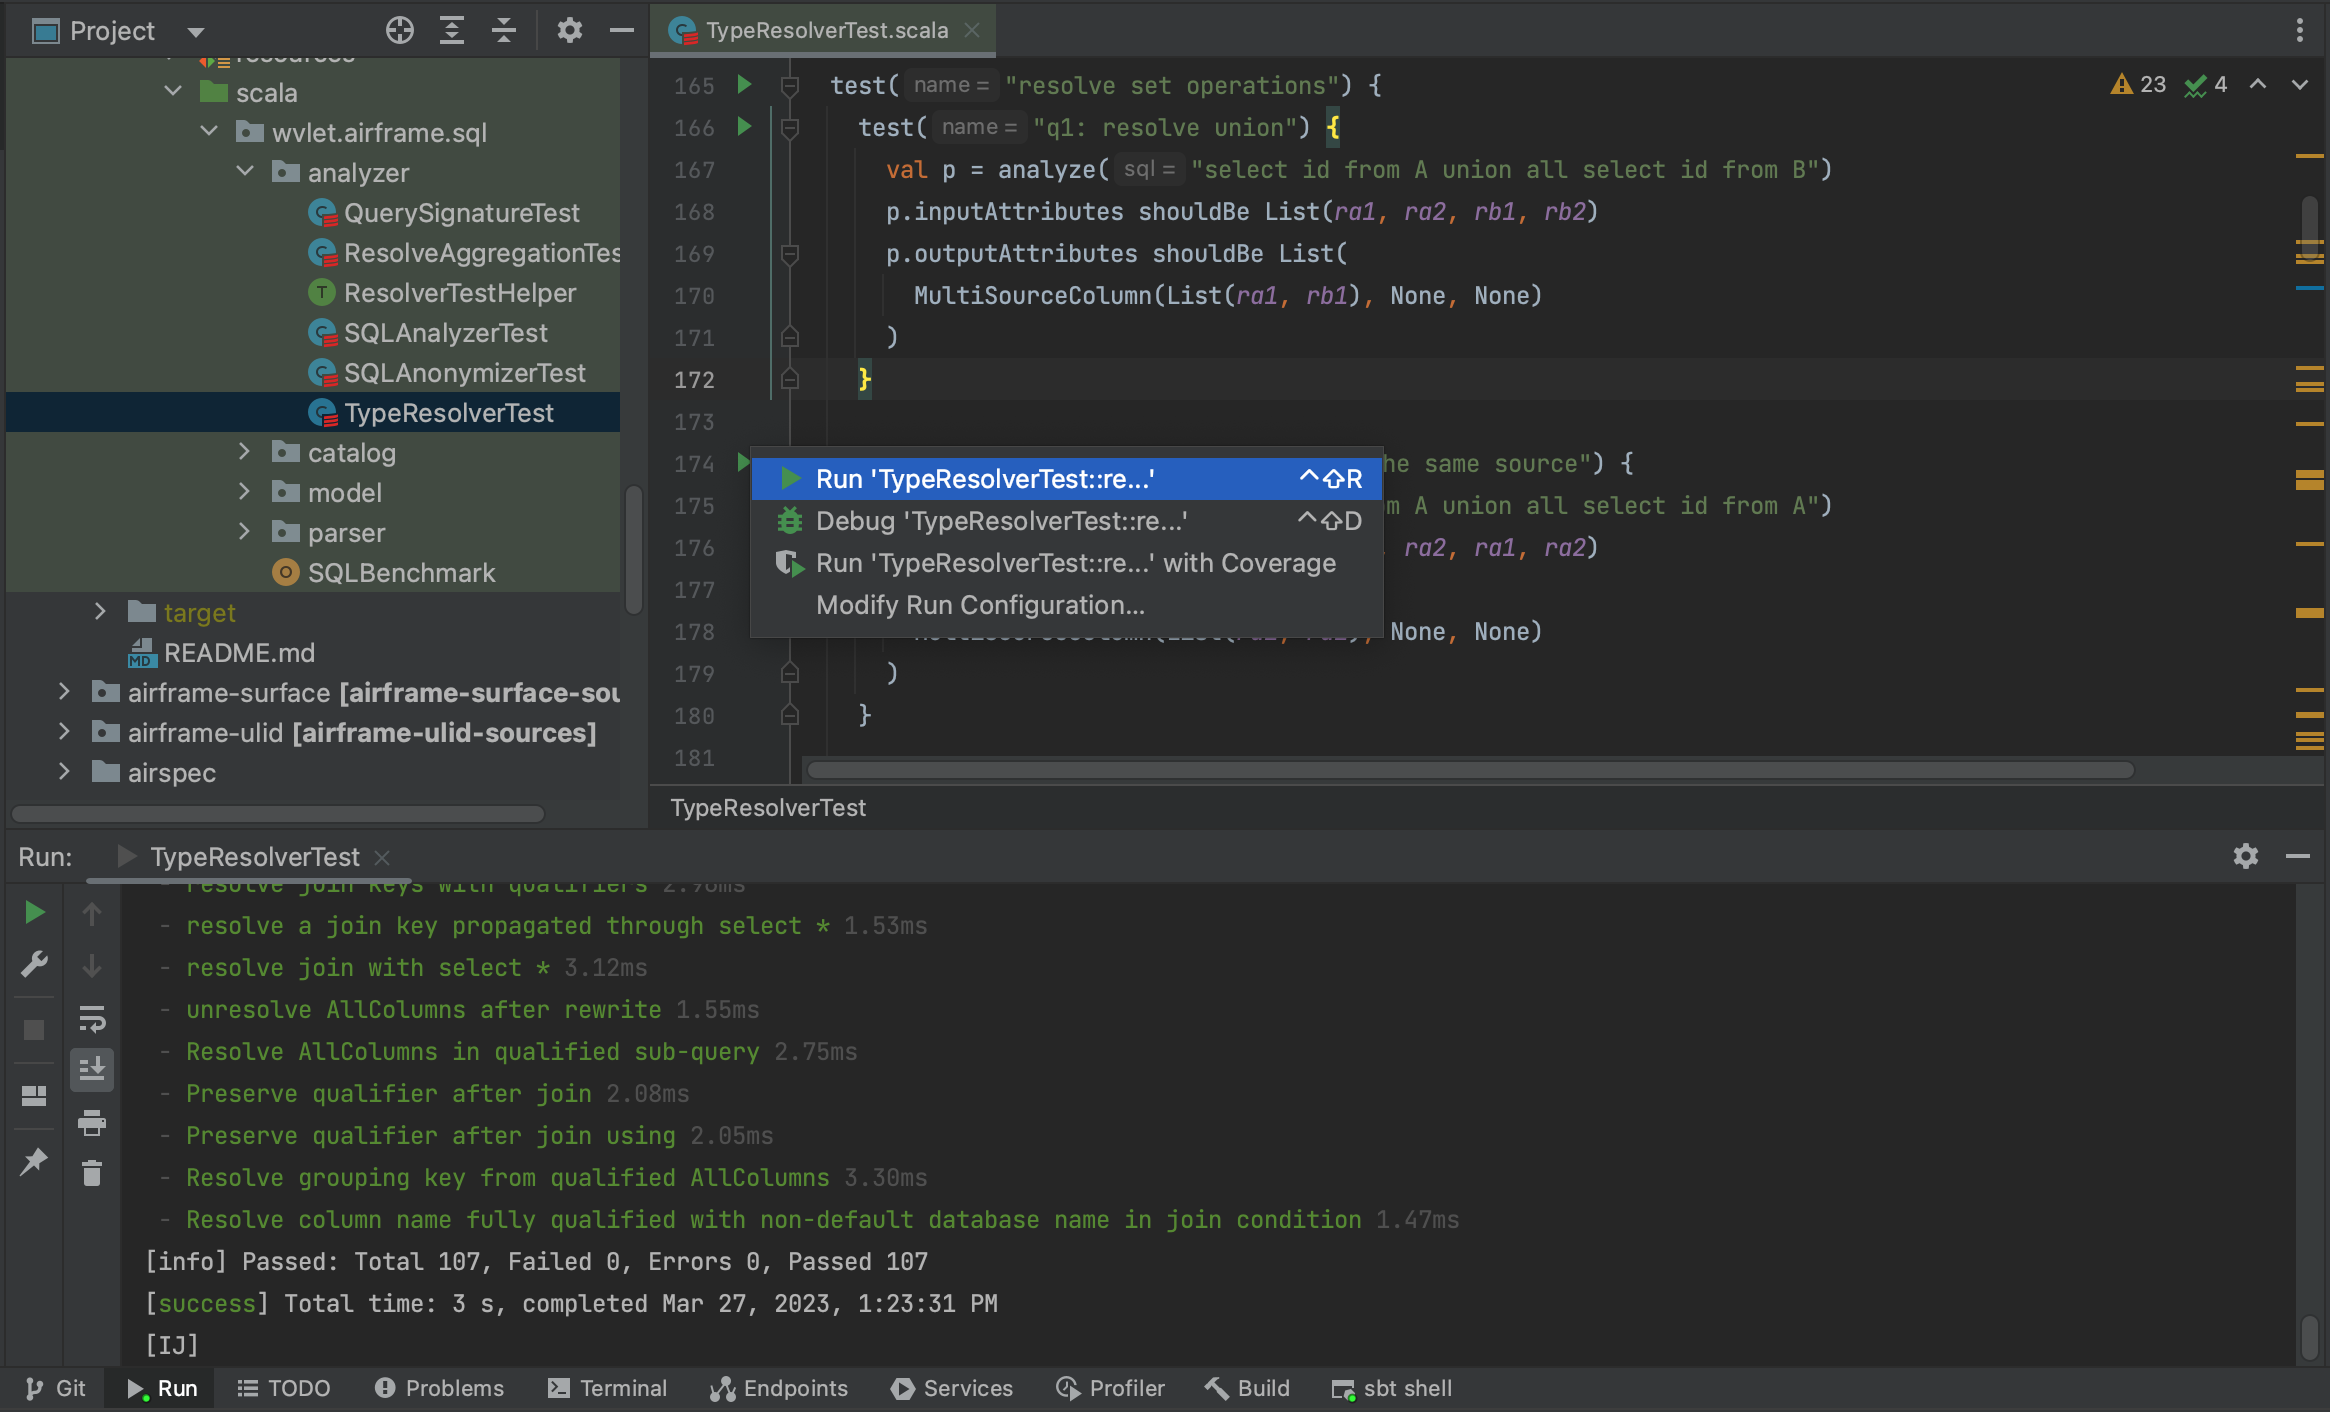 Project
TypeResolverTest.scala
resources
scala
wvlet.airframe.sql
analyzer
QuerySignatureTest
ResolveAggregationTes
ResolverTestHelper
SQLAnalyzerTest
SQLAnonymizerTest
TypeResolverTest
catalog
model
parser
SQLBenchmark
target
README.md
airframe-surface [airframe-surface-sou
airframe-ulid [airframe-ulid-sources]
airspec
23 4
165 test( name = "resolve set operations") {
166 test( name = "q1: resolve union") {
167 val p = analyze( sql = "select id from A union all select id from B")
168 p.inputAttributes shouldBe List(ra1, ra2, rb1, rb2)
169 p.outputAttributes shouldBe List(
170 MultiSourceColumn(List(ra1, rb1), None, None)
171 )
172 }
173
174 he same source") {
175 m A union all select id from A")
176 , ra2, ra1, ra2)
177
178 None, None)
179 )
180 }
181
Run 'TypeResolverTest::re...' ^⇧R
Debug 'TypeResolverTest::re...' ^⇧D
Run 'TypeResolverTest::re...' with Coverage
Modify Run Configuration...
TypeResolverTest
Run: TypeResolverTest
- resolve join keys with qualifiers 2.98ms
- resolve a join key propagated through select * 1.53ms
- resolve join with select * 3.12ms
- unresolve AllColumns after rewrite 1.55ms
- Resolve AllColumns in qualified sub-query 2.75ms
- Preserve qualifier after join 2.08ms
- Preserve qualifier after join using 2.05ms
- Resolve grouping key from qualified AllColumns 3.30ms
- Resolve column name fully qualified with non-default database name in join condition 1.47ms
[info] Passed: Total 107, Failed 0, Errors 0, Passed 107
[success] Total time: 3 s, completed Mar 27, 2023, 1:23:31 PM
[IJ]
Git Run TODO Problems Terminal Endpoints Services Profiler Build sbt shell